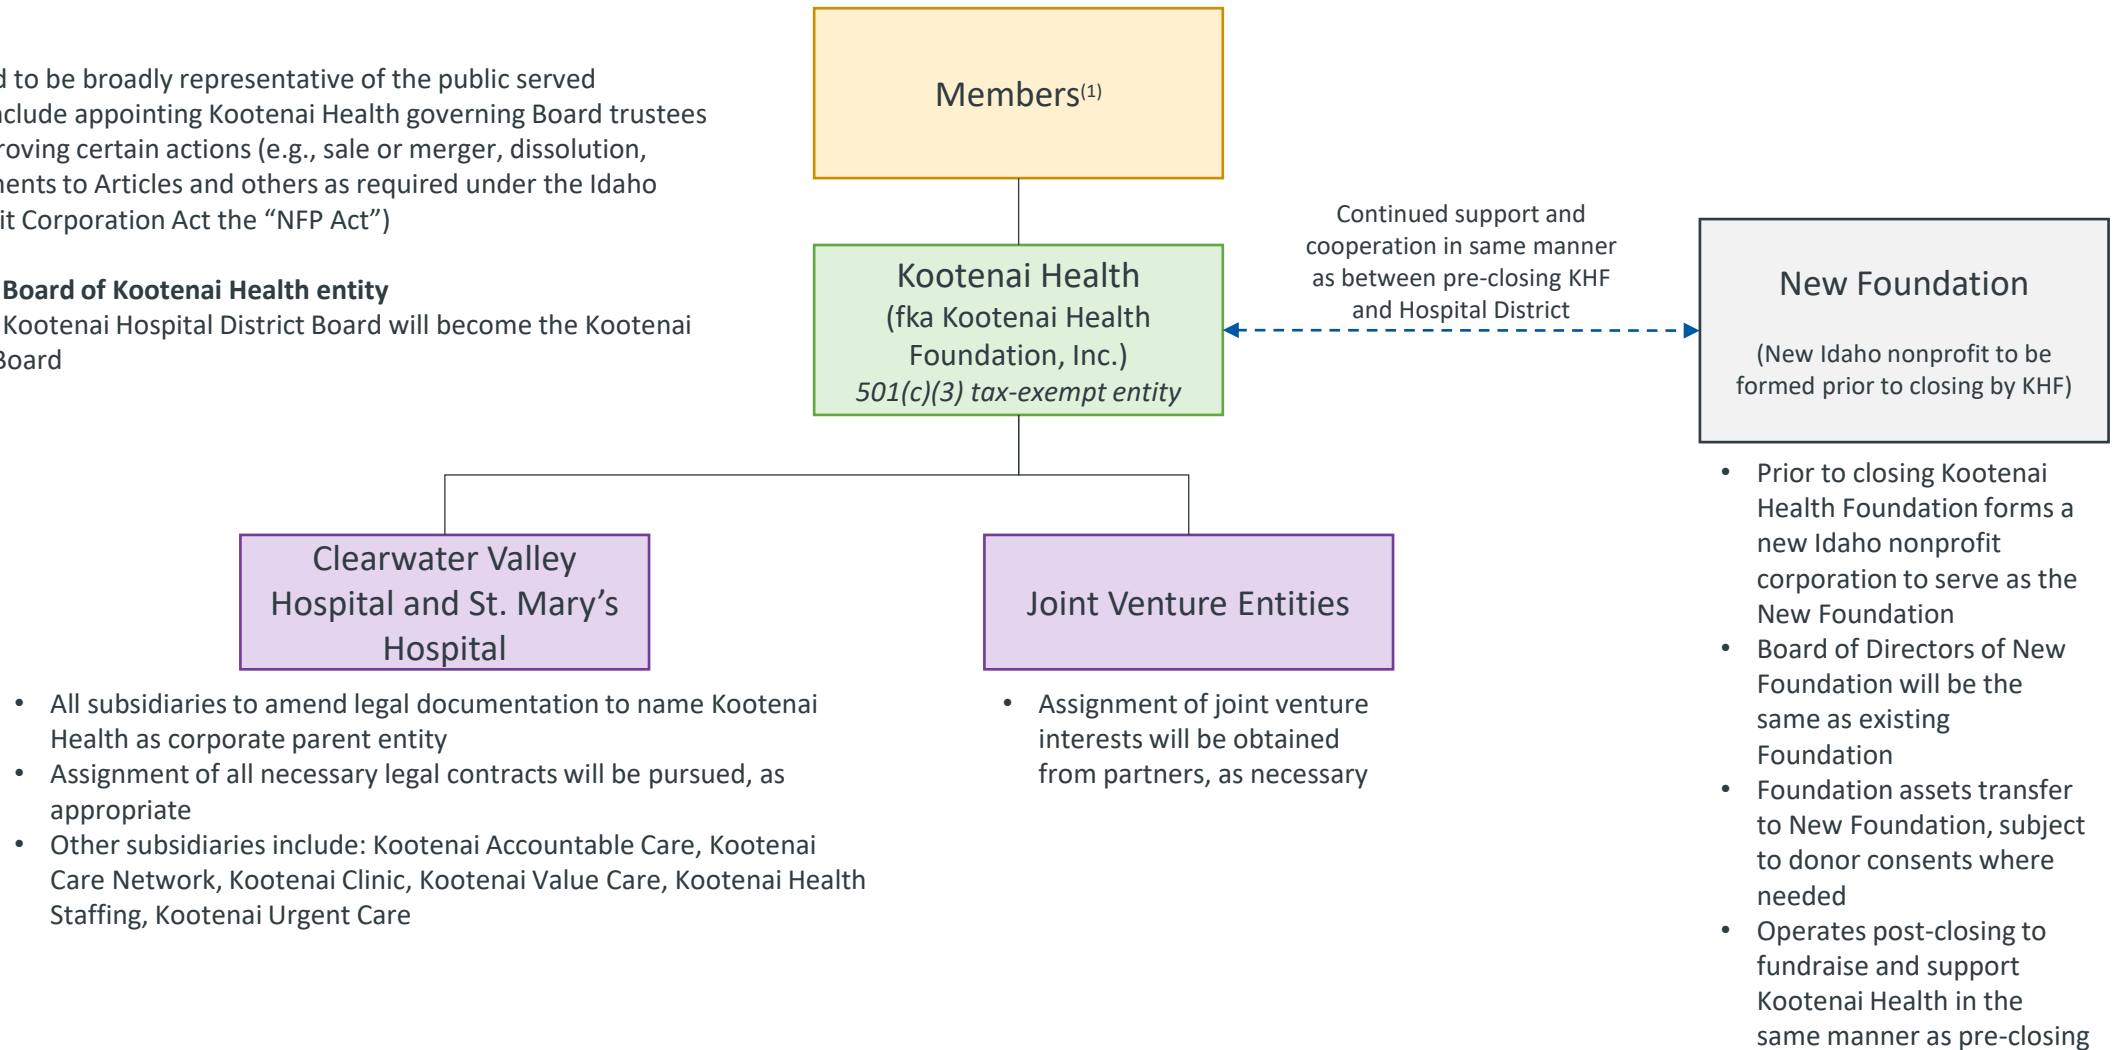 d to be broadly representative of the public served
nclude appointing Kootenai Health governing Board trustees
roving certain actions (e.g., sale or merger, dissolution,
ments to Articles and others as required under the Idaho
it Corporation Act the “NFP Act”)
Board of Kootenai Health entity
Kootenai Hospital District Board will become the Kootenai
Board
Members(1)
Kootenai Health
(fka Kootenai Health
Foundation, Inc.)
501(c)(3) tax-exempt entity
Continued support and
cooperation in same manner
as between pre-closing KHF
and Hospital District
New Foundation
(New Idaho nonprofit to be
formed prior to closing by KHF)
Clearwater Valley
Hospital and St. Mary’s
Hospital
• All subsidiaries to amend legal documentation to name Kootenai
Health as corporate parent entity
• Assignment of all necessary legal contracts will be pursued, as
appropriate
• Other subsidiaries include: Kootenai Accountable Care, Kootenai
Care Network, Kootenai Clinic, Kootenai Value Care, Kootenai Health
Staffing, Kootenai Urgent Care
Joint Venture Entities
• Assignment of joint venture
interests will be obtained
from partners, as necessary
• Prior to closing Kootenai
Health Foundation forms a
new Idaho nonprofit
corporation to serve as the
New Foundation
• Board of Directors of New
Foundation will be the
same as existing
Foundation
• Foundation assets transfer
to New Foundation, subject
to donor consents where
needed
• Operates post-closing to
fundraise and support
Kootenai Health in the
same manner as pre-closing